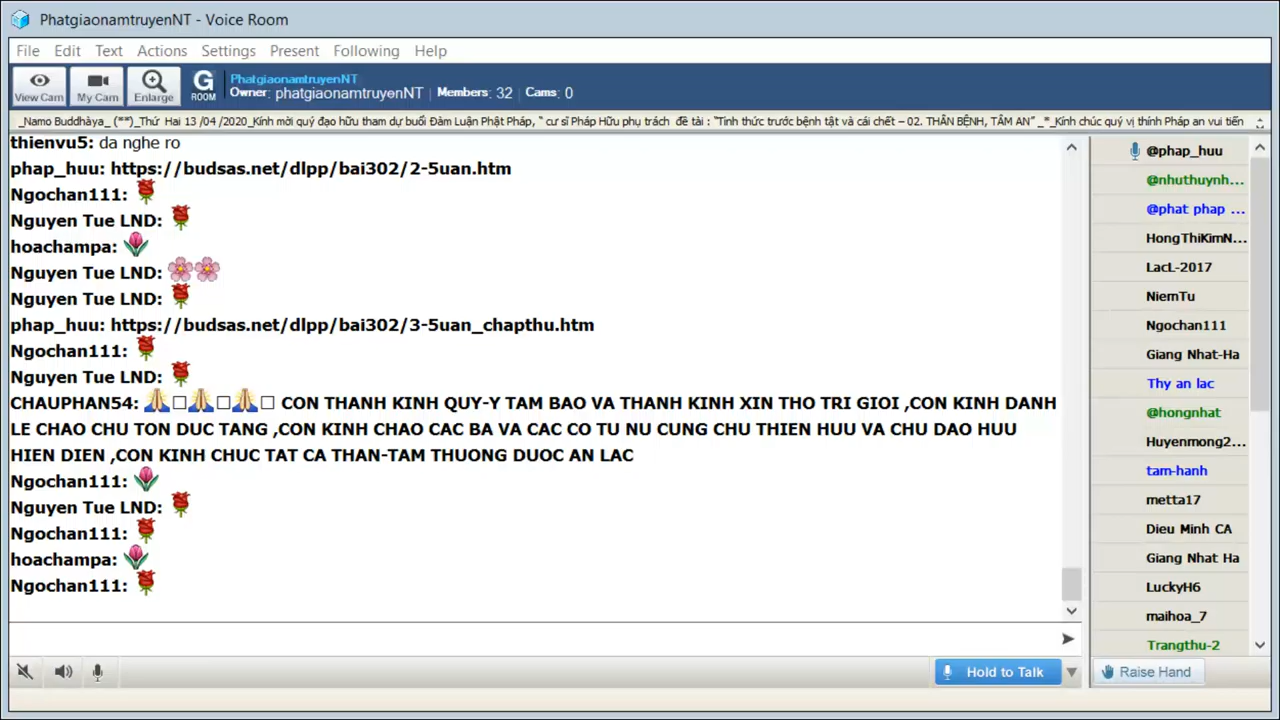 PhatgiaonamtruyenNT - Voice Room
File Edit Text Actions Settings Present Following Help
View Cam My Cam Enlarge G ROOM
PhatgiaonamtruyenNT
Owner: phatgiaonamtruyenNT Members: 32 Cams: 0
_Namo Buddhàya_ (**)_Thứ Hai 13 /04 /2020_Kính mời quý đạo hữu tham dự buổi Đàm Luận Phật Pháp, “ cư sĩ Pháp Hữu phụ trách đề tài : "Tỉnh thức trước bệnh tật và cái chết – 02. THÂN BỆNH, TÂM AN” _*_Kính chúc quý vị thính Pháp an vui tiến
thienvu5: da nghe ro
phap_huu: https://budsas.net/dlpp/bai302/2-5uan.htm
Ngochan111:
Nguyen Tue LND:
hoachampa:
Nguyen Tue LND:
Nguyen Tue LND:
phap_huu: https://budsas.net/dlpp/bai302/3-5uan_chapthu.htm
Ngochan111:
Nguyen Tue LND:
CHAUPHAN54: CON THANH KINH QUY-Y TAM BAO VA THANH KINH XIN THO TRI GIOI ,CON KINH DANH
LE CHAO CHU TON DUC TANG ,CON KINH CHAO CAC BA VA CAC CO TU NU CUNG CHU THIEN HUU VA CHU DAO HUU
HIEN DIEN ,CON KINH CHUC TAT CA THAN-TAM THUONG DUOC AN LAC
Ngochan111:
Nguyen Tue LND:
Ngochan111:
hoachampa:
Ngochan111:
@phap_huu
@nhuthuynh...
@phat phap ...
HongThiKimN...
LacL-2017
NiemTu
Ngochan111
Giang Nhat-Ha
Thy an lac
@hongnhat
Huyenmong2...
tam-hanh
metta17
Dieu Minh CA
Giang Nhat Ha
LuckyH6
maihoa_7
Trangthu-2
Hold to Talk
Raise Hand